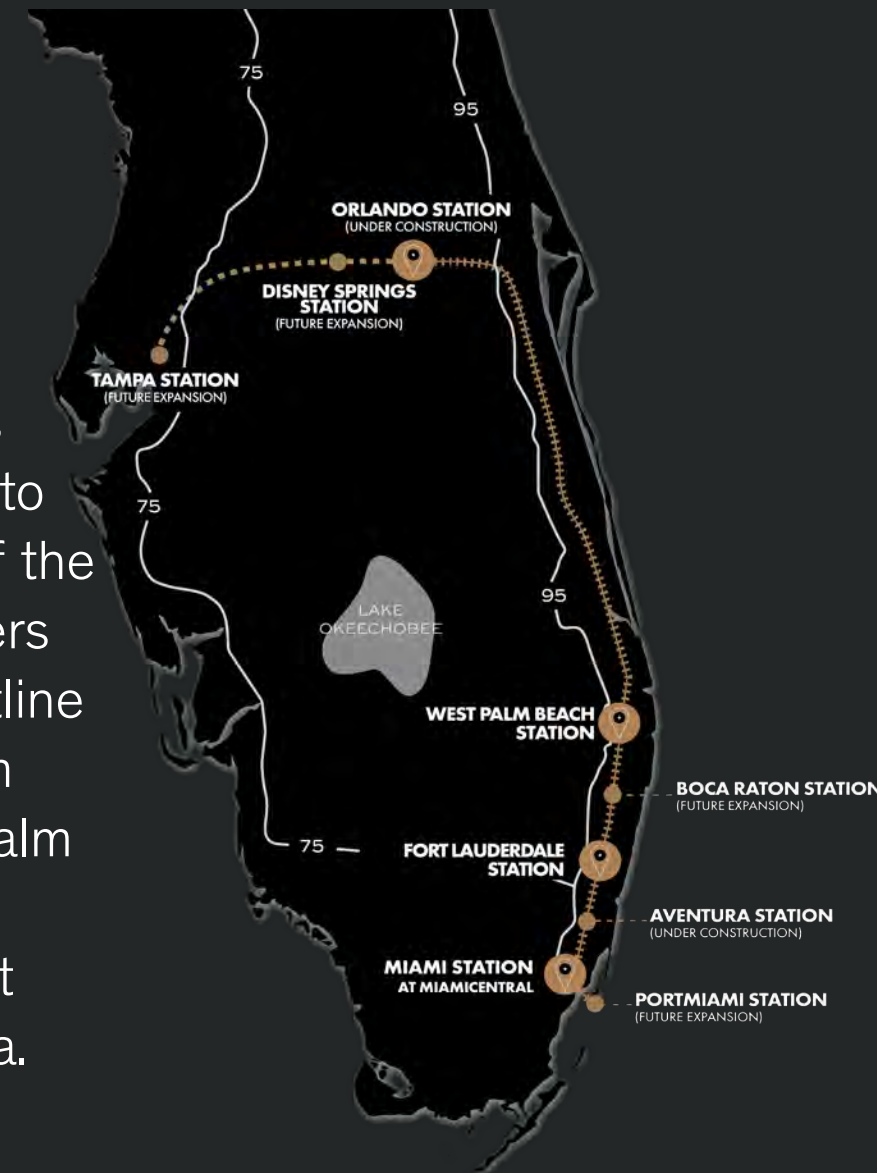 75
95
ORLANDO STATION
(UNDER CONSTRUCTION)
DISNEY SPRINGS
STATION
(FUTURE EXPANSION)
TAMPA STATION
(FUTURE EXPANSION)
to
f the
75
ers
95
LAKE
OKEECHOBEE
tline
n
WEST PALM BEACH
STATION
BOCA RATON STATION
(FUTURE EXPANSION)
alm
75
FORT LAUDERDALE
STATION
AVENTURA STATION
(UNDER CONSTRUCTION)
t
MIAMI STATION
AT MIAMICENTRAL
PORTMIAMI STATION
(FUTURE EXPANSION)
a.